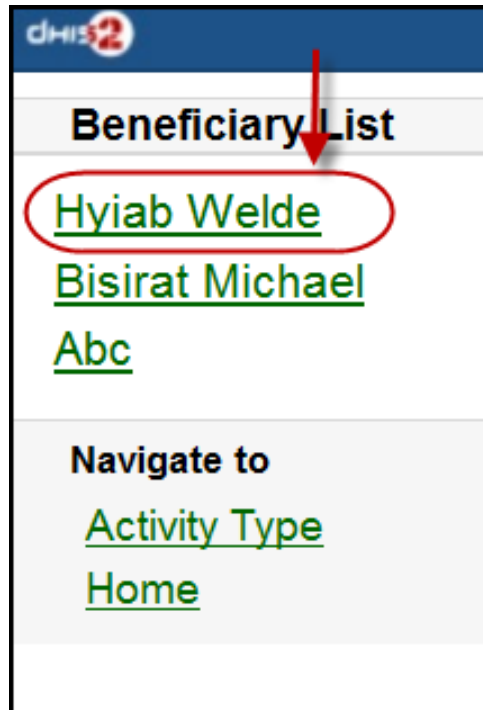 dHIS2
Beneficiary List
Hyiab Welde
Bisirat Michael
Abc
Navigate to
Activity Type
Home